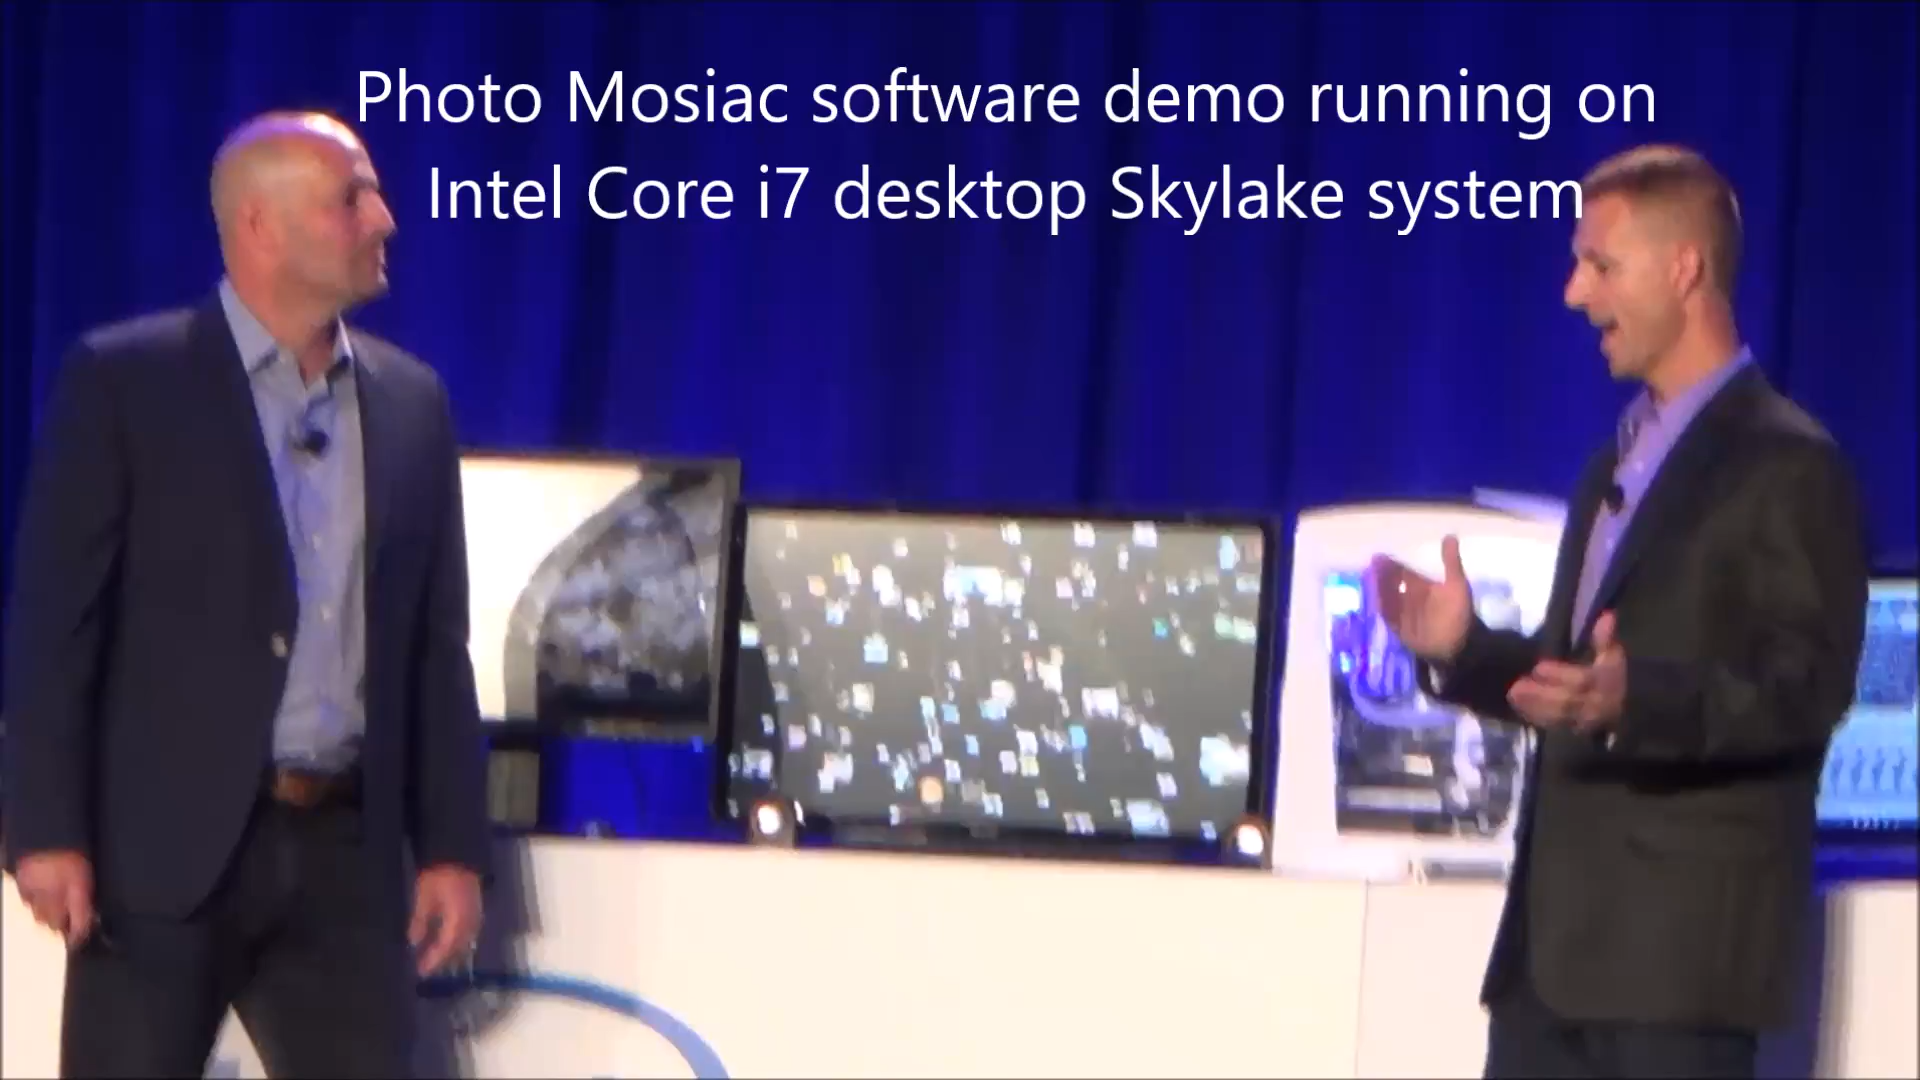 Photo Mosiac software demo running on
Intel Core i7 desktop Skylake system